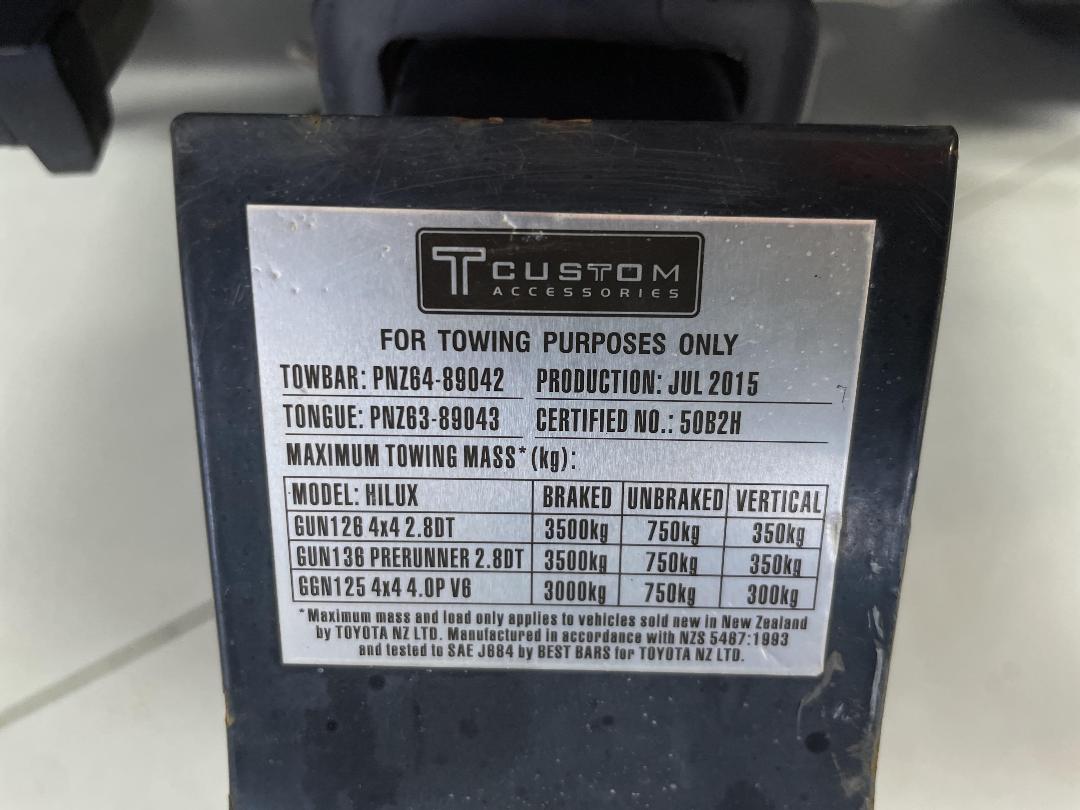 T CUSTOM
ACCESSORIES
FOR TOWING PURPOSES ONLY
TOWBAR: PNZ64-89042 PRODUCTION: JUL 2015
TONGUE: PNZ63-89043 CERTIFIED NO.: 50B2H
MAXIMUM TOWING MASS* (kg):
MODEL: HILUX BRAKED UNBRAKED VERTICAL
GUN126 4x4 2.8DT 3500kg 750kg 350kg
GUN136 PRERUNNER 2.8DT 3500kg 750kg 350kg
GGN125 4x4 4.0P V6 3000kg 750kg 300kg
*Maximum mass and load only applies to vehicles sold new in New Zealand
by TOYOTA NZ LTD. Manufactured in accordance with NZS 5467:1993
and tested to SAE J684 by BEST BARS for TOYOTA NZ LTD.